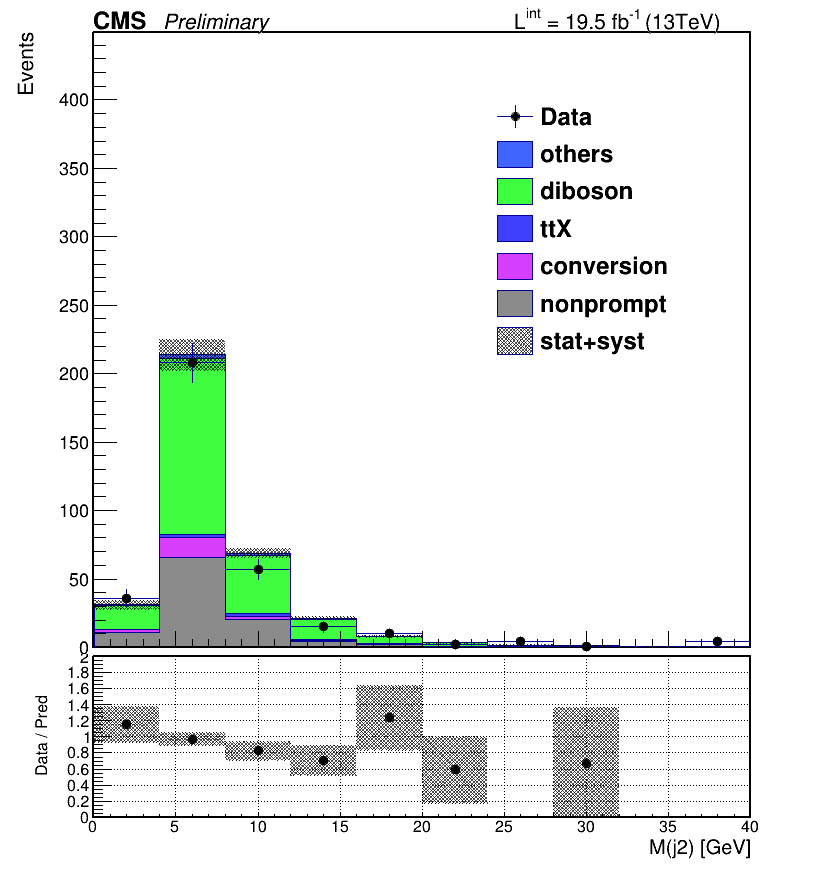 CMS Preliminary L^int = 19.5 fb^-1 (13TeV)
Events
400
350
300
250
200
150
100
50
0
Data
others
diboson
ttX
conversion
nonprompt
stat+syst
Data / Pred
2
1.8
1.6
1.4
1.2
1
0.8
0.6
0.4
0.2
0
0 5 10 15 20 25 30 35 40
M(j2) [GeV]